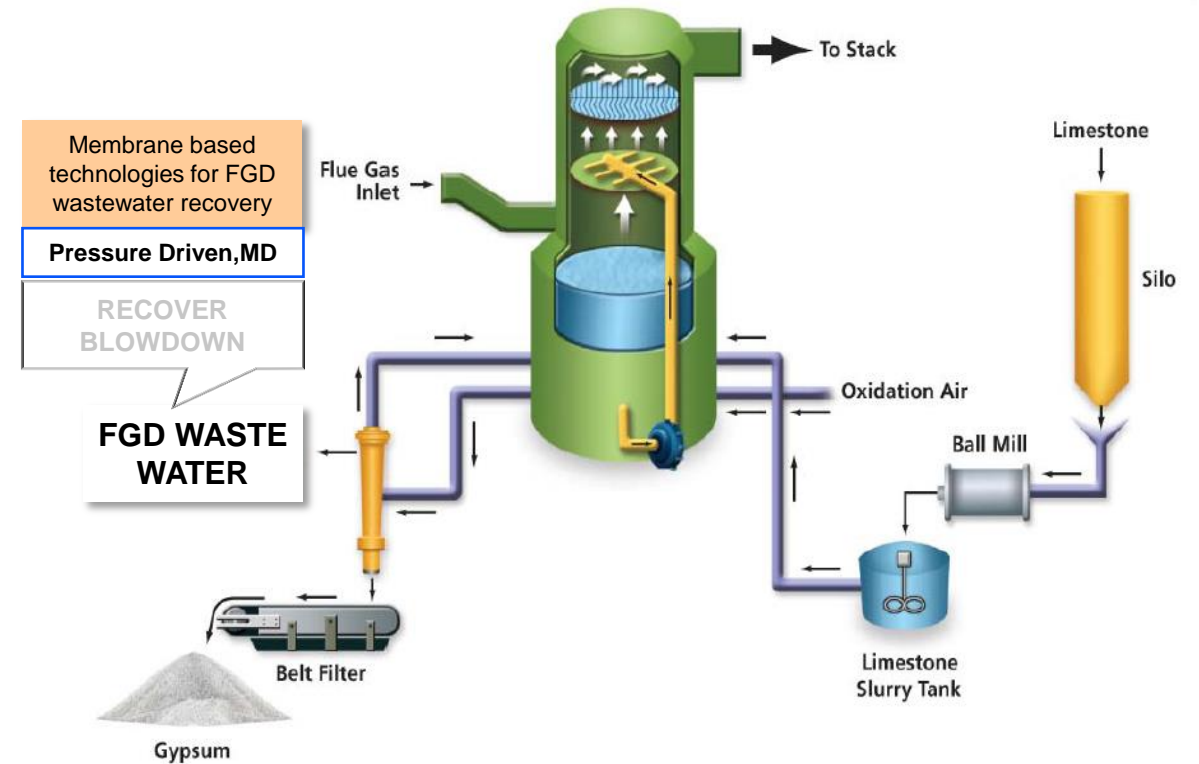 To Stack
Limestone
Membrane based
technologies for FGD
wastewater recovery
Flue Gas
Inlet
Pressure Driven,MD
Silo
RECOVER
BLOWDOWN
Oxidation Air
FGD WASTE
WATER
Ball Mill
Belt Filter
Limestone
Slurry Tank
Gypsum